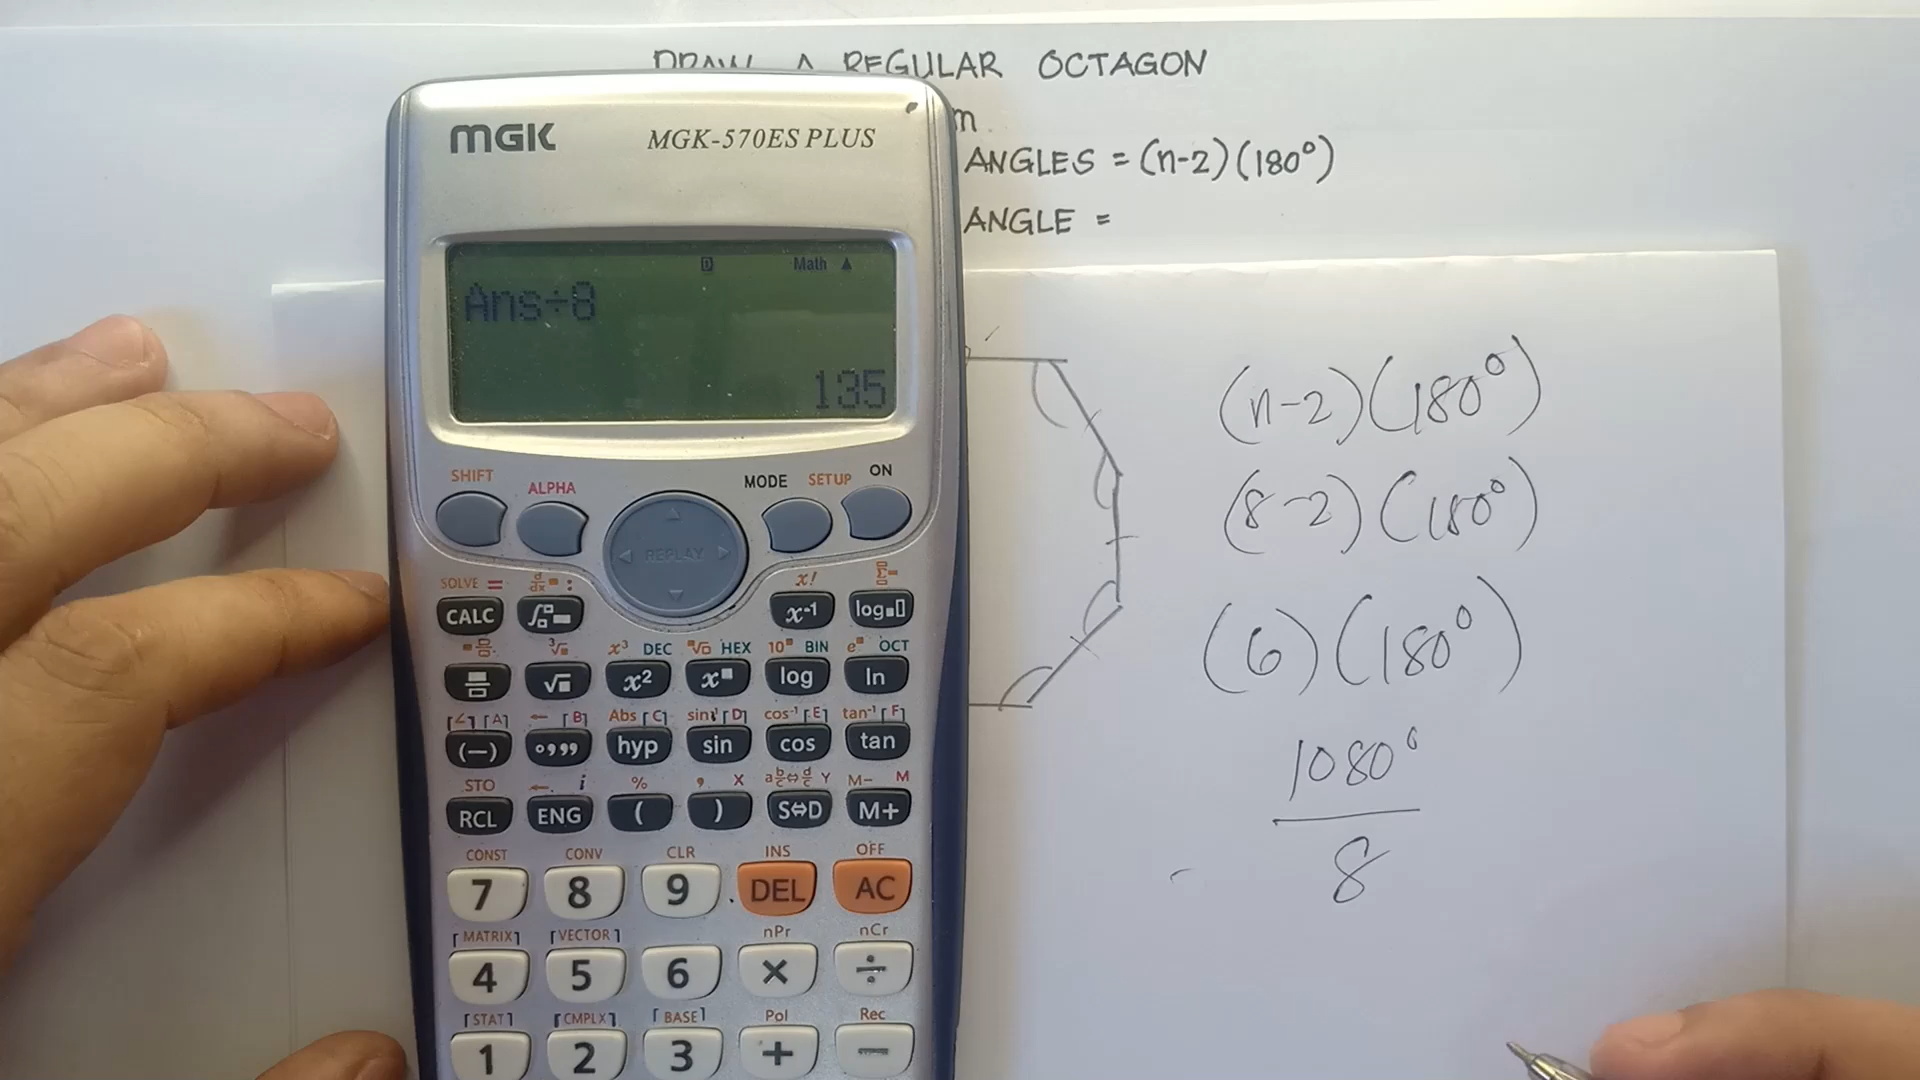 DRAW A REGULAR OCTAGON
m
ANGLES = (n-2)(180°)
ANGLE =
MGK
MGK-570ES PLUS
D Math ▲
Ans÷8
135
SHIFT
ALPHA
MODE SETUP ON
REPLAY
SOLVE = d/dx : x! Σ
CALC ∫ x⁻¹ log
x³ DEC HEX 10 BIN e OCT
√ x² x log ln
[∠] [A] ← [B] Abs [C] sin⁻¹ [D] cos⁻¹ [E] tan⁻¹ [F]
(−) °,,, hyp sin cos tan
STO ← i % , X a b/c⇔d/c Y M− M
RCL ENG ( ) S⇔D M+
CONST CONV CLR INS OFF
7 8 9 DEL AC
[MATRIX] [VECTOR] nPr nCr
4 5 6 × ÷
[STAT] [CMPLX] [BASE] Pol Rec
1 2 3 + −
(n-2)(180°)
(8-2)(180°)
(6)(180°)
1080°
8